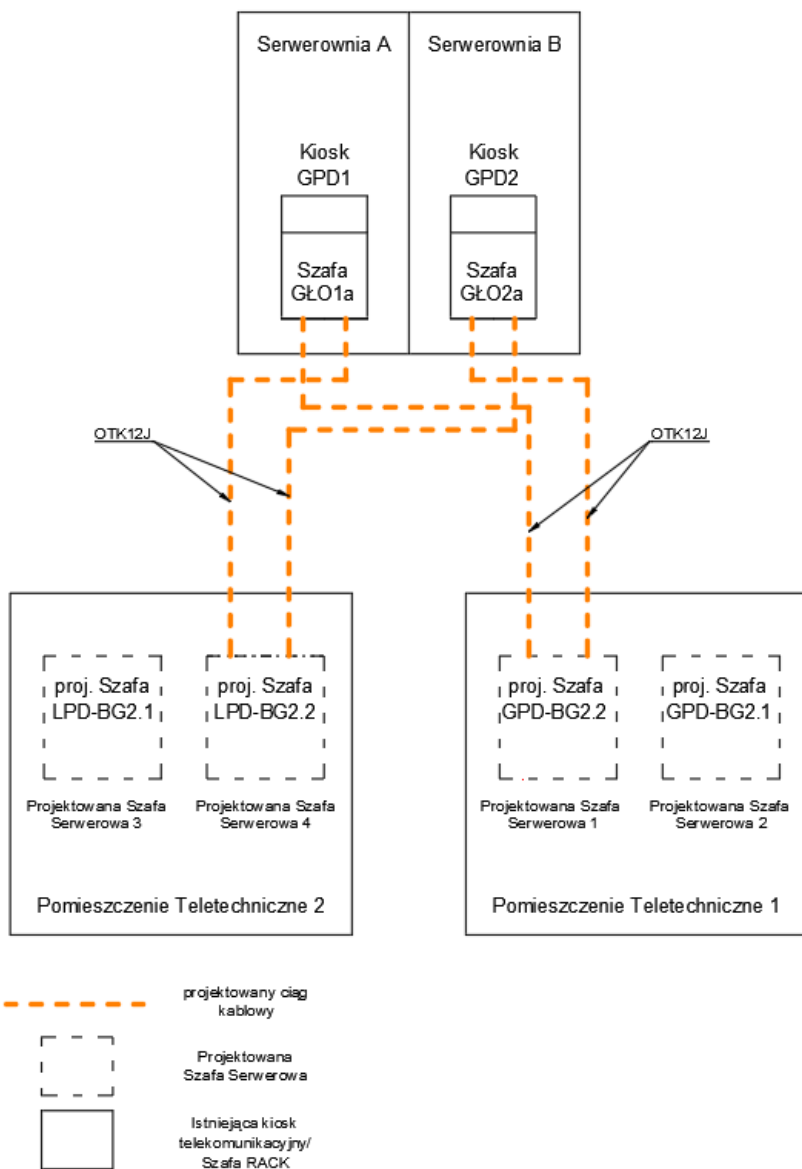 Serwerownia A
Serwerownia B
Kiosk
GPD1
Kiosk
GPD2
Szafa
GŁO1a
Szafa
GŁO2a
OTK12J
OTK12J
proj. Szafa
LPD-BG2.1
proj. Szafa
LPD-BG2.2
proj. Szafa
GPD-BG2.2
proj. Szafa
GPD-BG2.1
Projektowana Szafa
Serwerowa 3
Projektowana Szafa
Serwerowa 4
Projektowana Szafa
Serwerowa 1
Projektowana Szafa
Serwerowa 2
Pomieszczenie Teletechniczne 2
Pomieszczenie Teletechniczne 1
projektowany ciąg
kablowy
Projektowana
Szafa Serwerowa
Istniejąca kiosk
telekomunikacyjny/
Szafa RACK